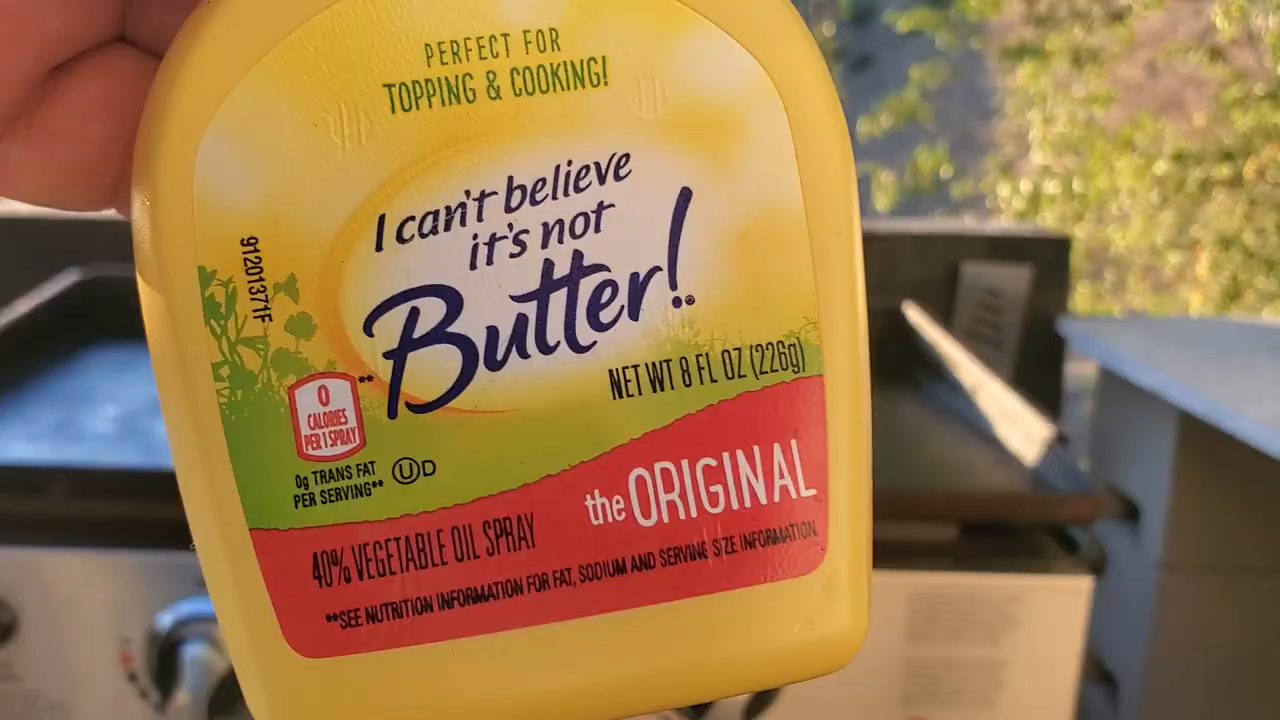 PERFECT FOR
TOPPING & COOKING!
I can't believe
it's not
Butter!®
91201371F
NET WT 8 FL OZ (226g)
0
CALORIES
PER 1 SPRAY
**
0g TRANS FAT
PER SERVING**
U D
the ORIGINAL
40% VEGETABLE OIL SPRAY
**SEE NUTRITION INFORMATION FOR FAT, SODIUM AND SERVING SIZE INFORMATION.